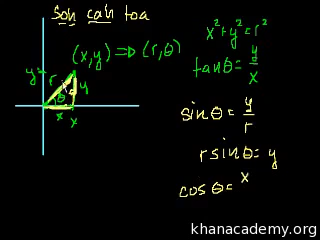 Soh cah toa
(x,y) => (r,θ)
x²+y²=r²
tanθ = y/x
y
r
y
θ
x
x
sinθ = y/r
r sinθ = y
cosθ = x
khanacademy.org